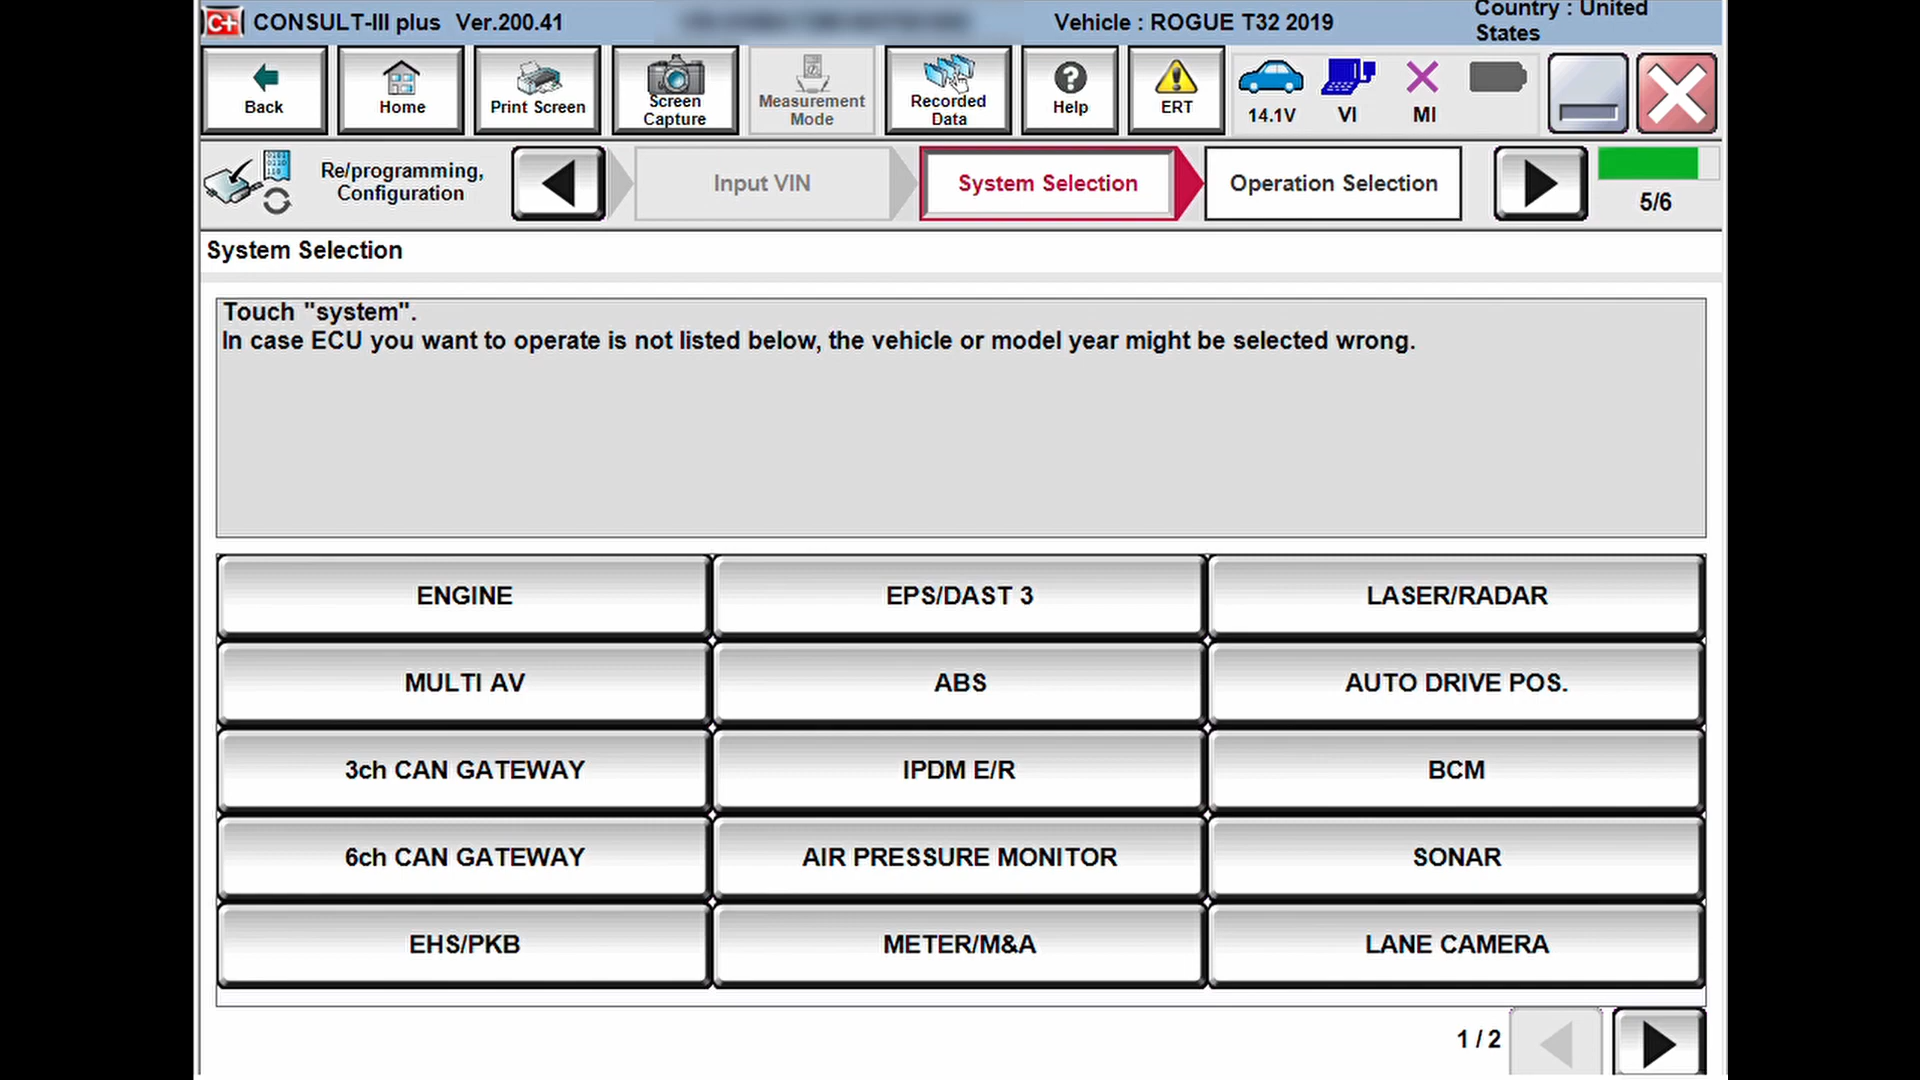 C+ CONSULT-III plus Ver.200.41 Vehicle : ROGUE T32 2019 Country : United
States
Back
Home
Print Screen
Screen
Capture
Measurement
Mode
Recorded
Data
Help
ERT
14.1V
VI
MI
Re/programming,
Configuration
Input VIN
System Selection
Operation Selection
5/6
System Selection
Touch "system".
In case ECU you want to operate is not listed below, the vehicle or model year might be selected wrong.
ENGINE EPS/DAST 3 LASER/RADAR
MULTI AV ABS AUTO DRIVE POS.
3ch CAN GATEWAY IPDM E/R BCM
6ch CAN GATEWAY AIR PRESSURE MONITOR SONAR
EHS/PKB METER/M&A LANE CAMERA
1 / 2